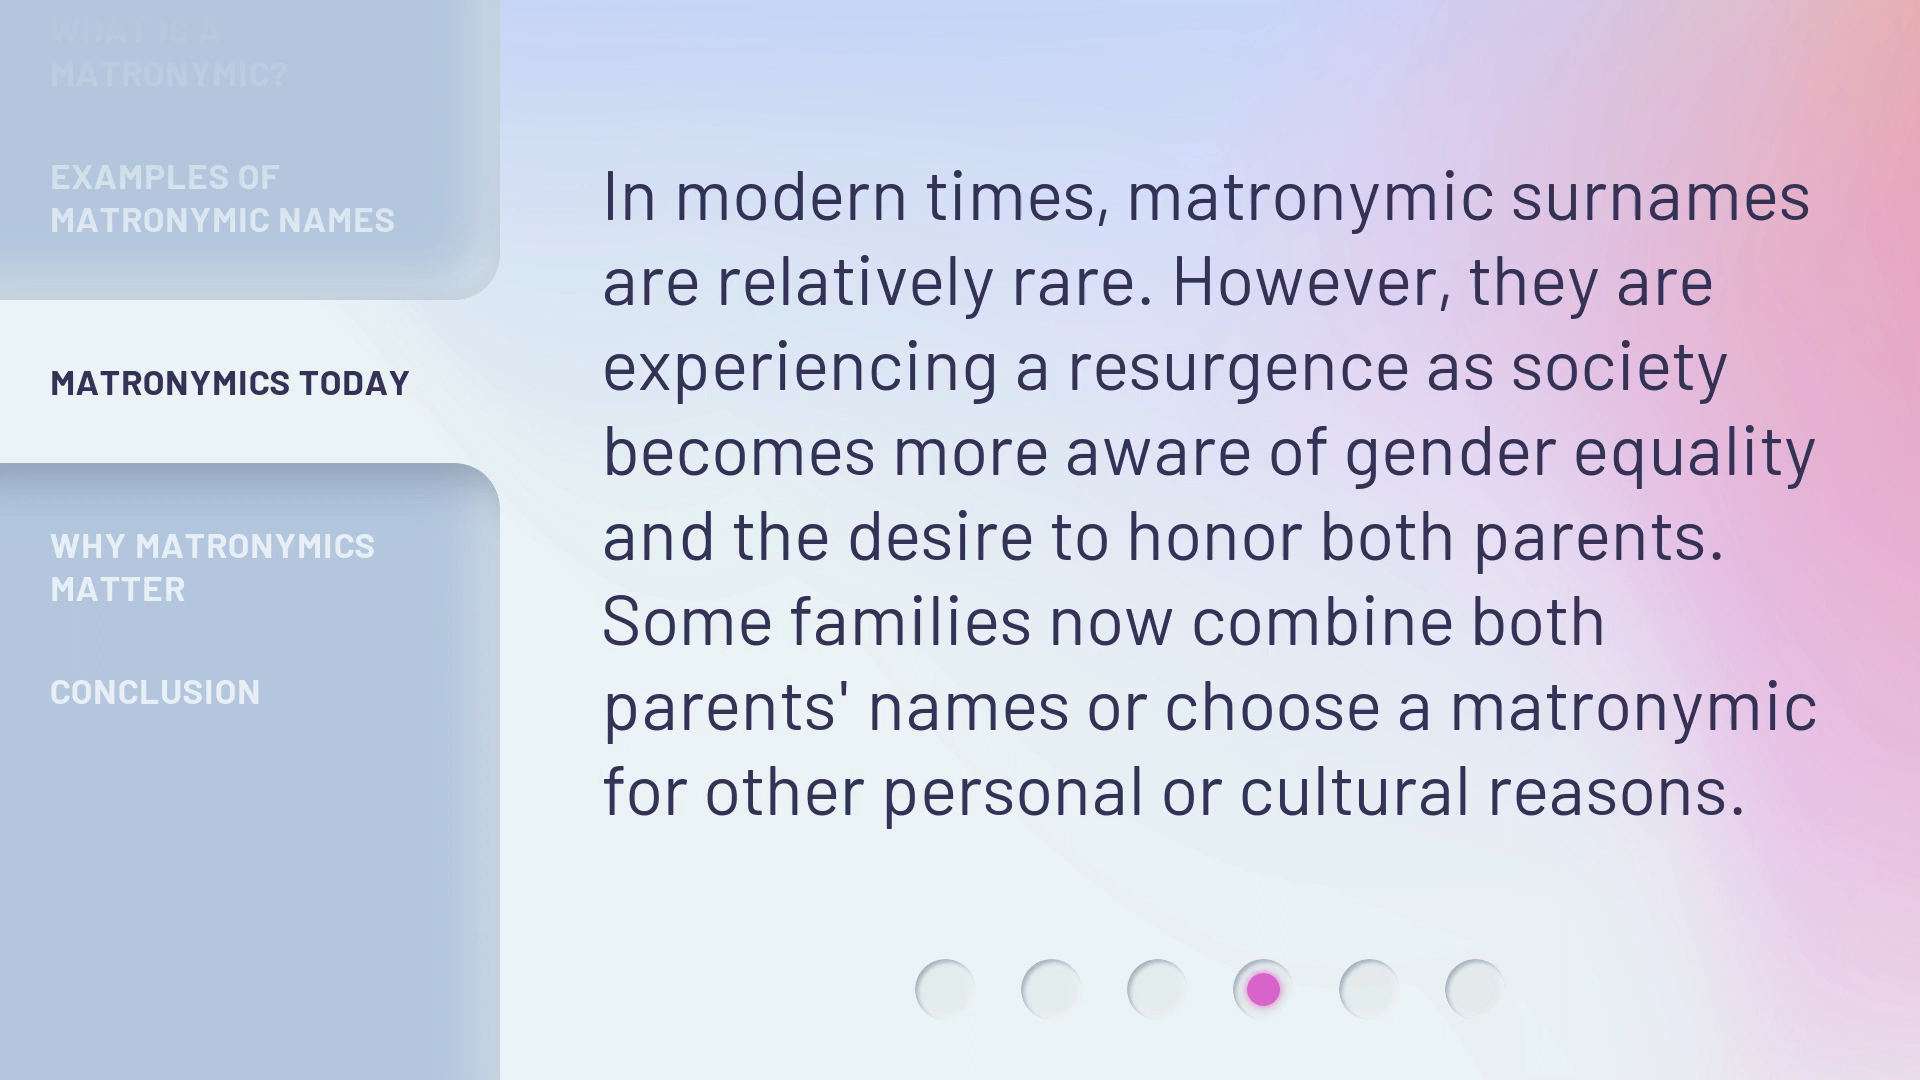 WHAT IS A
MATRONYMIC?
EXAMPLES OF
MATRONYMIC NAMES
MATRONYMICS TODAY
WHY MATRONYMICS
MATTER
CONCLUSION
In modern times, matronymic surnames
are relatively rare. However, they are
experiencing a resurgence as society
becomes more aware of gender equality
and the desire to honor both parents.
Some families now combine both
parents' names or choose a matronymic
for other personal or cultural reasons.